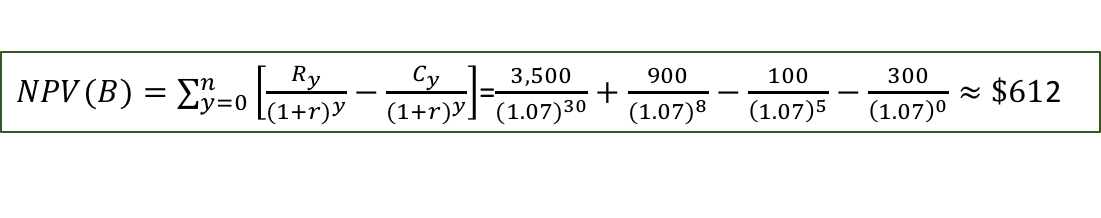 NPV(B) = ∑ⁿ_{y=0} [R_y/(1+r)^y − C_y/(1+r)^y] = 3,500/(1.07)^30 + 900/(1.07)^8 − 100/(1.07)^5 − 300/(1.07)^0 ≈ $612